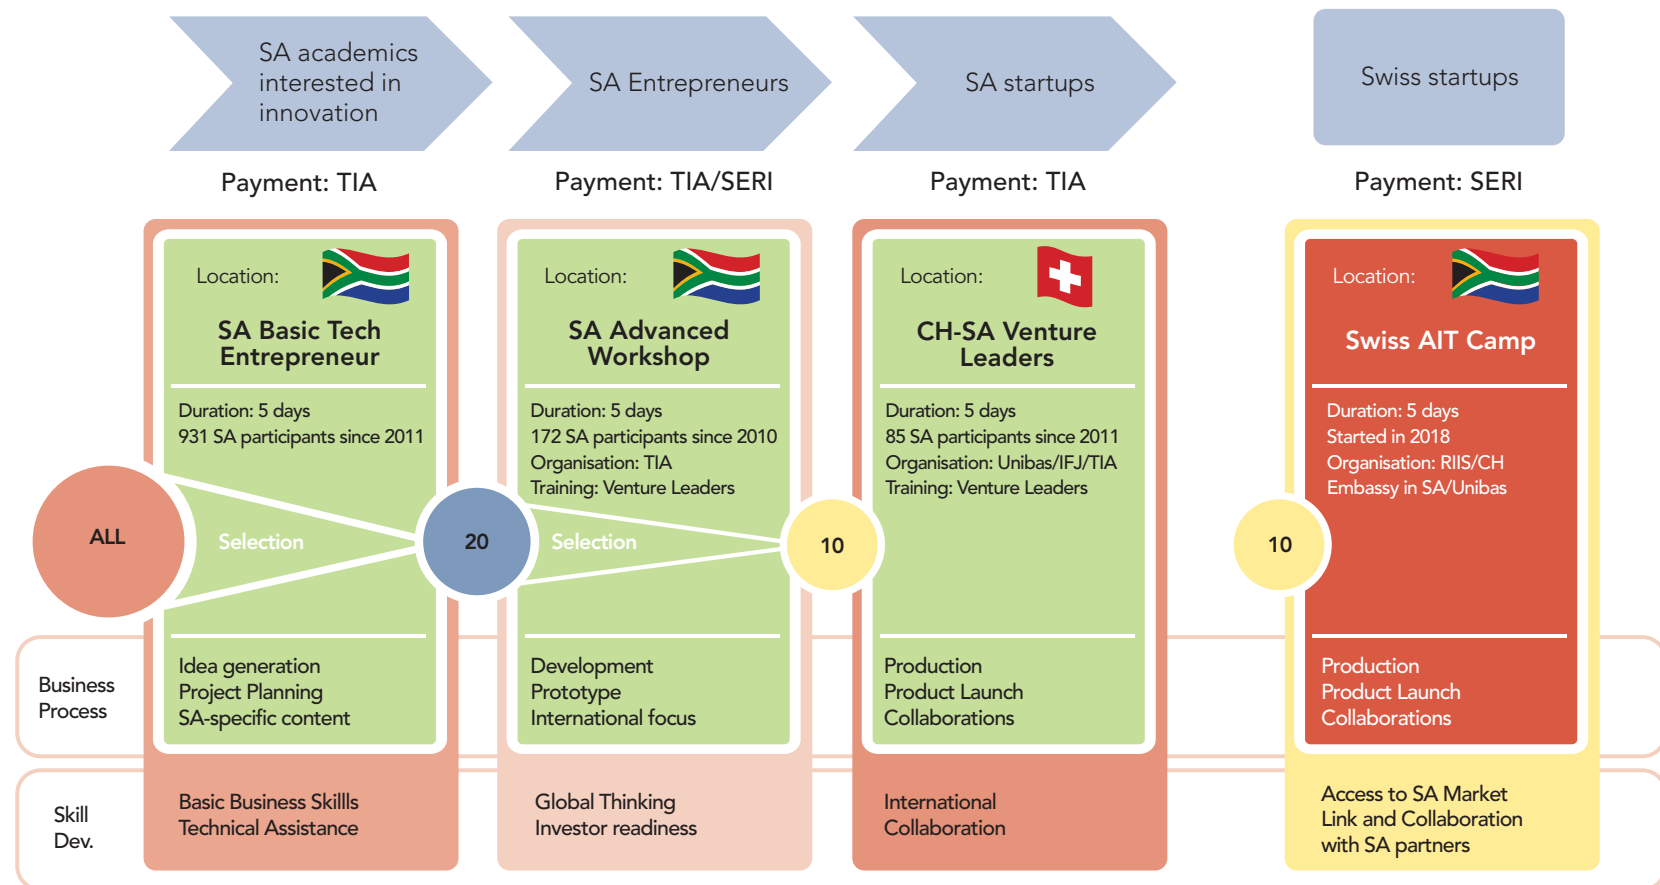 SA academics
interested in
innovation
SA Entrepreneurs
SA startups
Swiss startups
Payment: TIA
Payment: TIA/SERI
Payment: TIA
Payment: SERI
Location:
SA Basic Tech
Entrepreneur
Duration: 5 days
931 SA participants since 2011
Location:
SA Advanced
Workshop
Duration: 5 days
172 SA participants since 2010
Organisation: TIA
Training: Venture Leaders
Location:
CH-SA Venture
Leaders
Duration: 5 days
85 SA participants since 2011
Organisation: Unibas/IFJ/TIA
Training: Venture Leaders
Location:
Swiss AIT Camp
Duration: 5 days
Started in 2018
Organisation: RIIS/CH
Embassy in SA/Unibas
ALL
Selection
20
Selection
10
10
Business
Process
Idea generation
Project Planning
SA-specific content
Development
Prototype
International focus
Production
Product Launch
Collaborations
Production
Product Launch
Collaborations
Skill
Dev.
Basic Business Skillls
Technical Assistance
Global Thinking
Investor readiness
International
Collaboration
Access to SA Market
Link and Collaboration
with SA partners